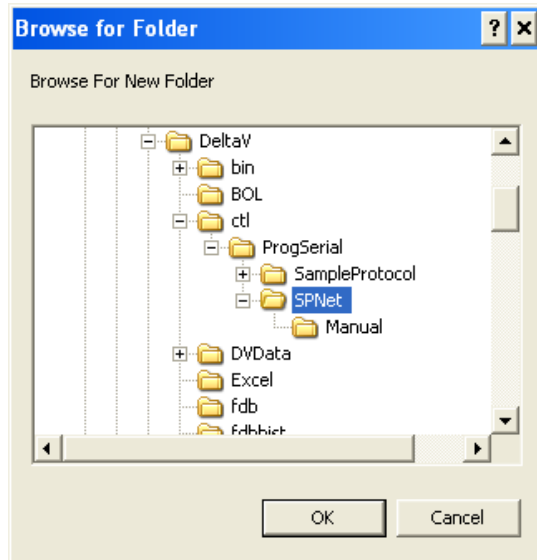 Browse for Folder
Browse For New Folder
DeltaV
bin
BOL
ctl
ProgSerial
SampleProtocol
SPNet
Manual
DVData
Excel
fdb
fdbhist
OK Cancel